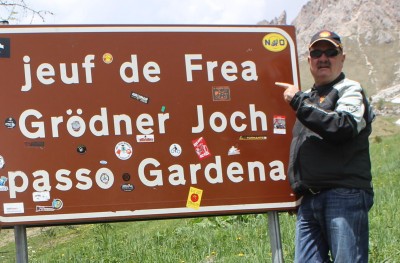 jeuf de Frea
Grödner Joch
passo Gardena